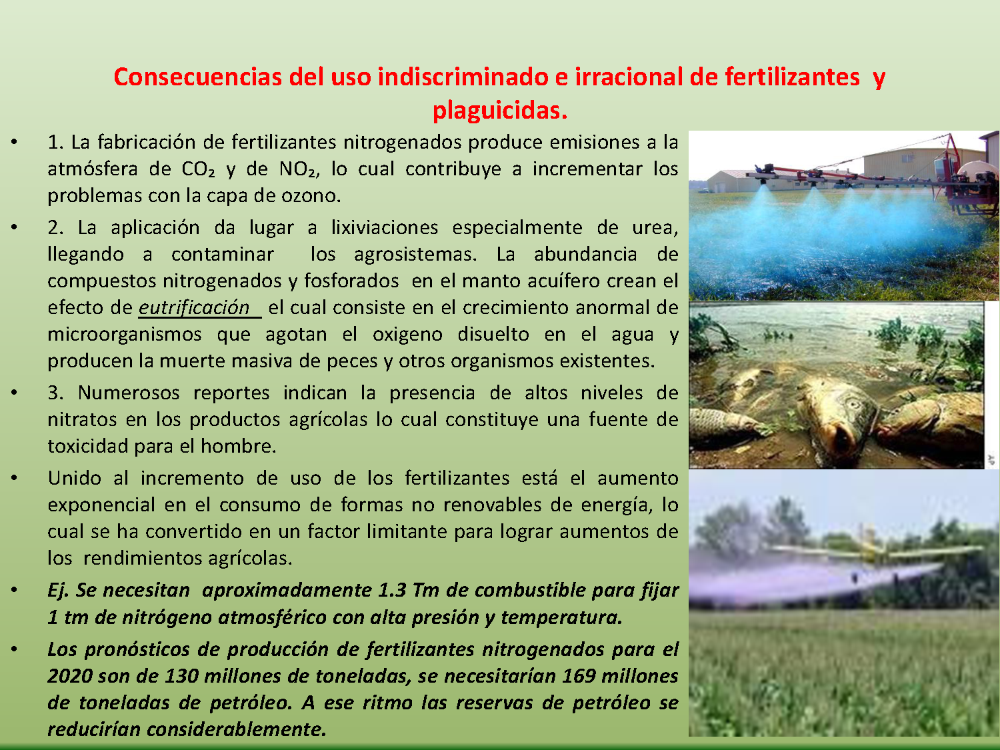 Consecuencias del uso indiscriminado e irracional de fertilizantes y
plaguicidas.
• 1. La fabricación de fertilizantes nitrogenados produce emisiones a la
atmósfera de CO₂ y de NO₂, lo cual contribuye a incrementar los
problemas con la capa de ozono.
• 2. La aplicación da lugar a lixiviaciones especialmente de urea,
llegando a contaminar los agrosistemas. La abundancia de
compuestos nitrogenados y fosforados en el manto acuífero crean el
efecto de eutrificación el cual consiste en el crecimiento anormal de
microorganismos que agotan el oxigeno disuelto en el agua y
producen la muerte masiva de peces y otros organismos existentes.
• 3. Numerosos reportes indican la presencia de altos niveles de
nitratos en los productos agrícolas lo cual constituye una fuente de
toxicidad para el hombre.
• Unido al incremento de uso de los fertilizantes está el aumento
exponencial en el consumo de formas no renovables de energía, lo
cual se ha convertido en un factor limitante para lograr aumentos de
los rendimientos agrícolas.
• Ej. Se necesitan aproximadamente 1.3 Tm de combustible para fijar
1 tm de nitrógeno atmosférico con alta presión y temperatura.
• Los pronósticos de producción de fertilizantes nitrogenados para el
2020 son de 130 millones de toneladas, se necesitarían 169 millones
de toneladas de petróleo. A ese ritmo las reservas de petróleo se
reducirían considerablemente.
AP